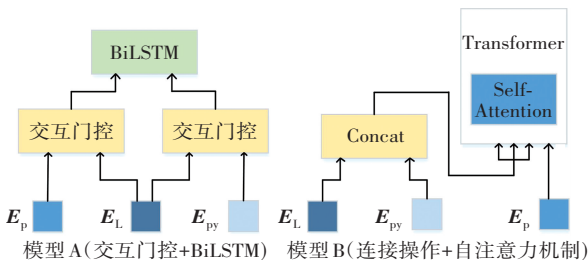 BiLSTM
交互门控
交互门控
E_p
E_L
E_py
模型A(交互门控+BiLSTM)
Transformer
Self-
Attention
Concat
E_L
E_py
E_p
模型B(连接操作+自注意力机制)